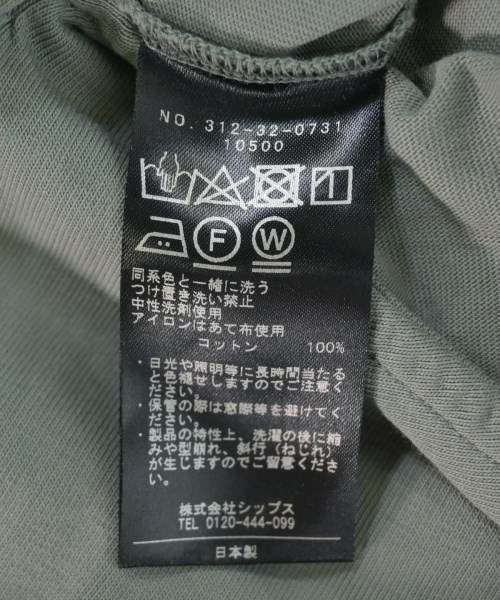 NO. 312-32-0731
10500
F W
同系色と一緒に洗う
つけ置き洗い禁止
中性洗剤使用
アイロンはあて布使用
コットン 100%
・日光や照明等に長時間当たる
と色褪せしますのでご注意く
ださい。
・保管の際は窓際等を避けてく
ださい。
・製品の特性上、洗濯の後に縮
みや型崩れ、斜行(ねじれ)
が生じますのでご留意くださ
い。
株式会社シップス
TEL 0120-444-099
日本製